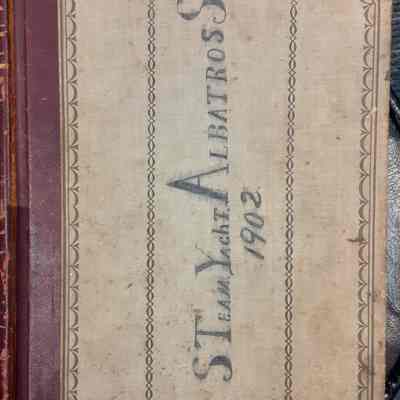 STEAM YachT. ALBATROSS
1902